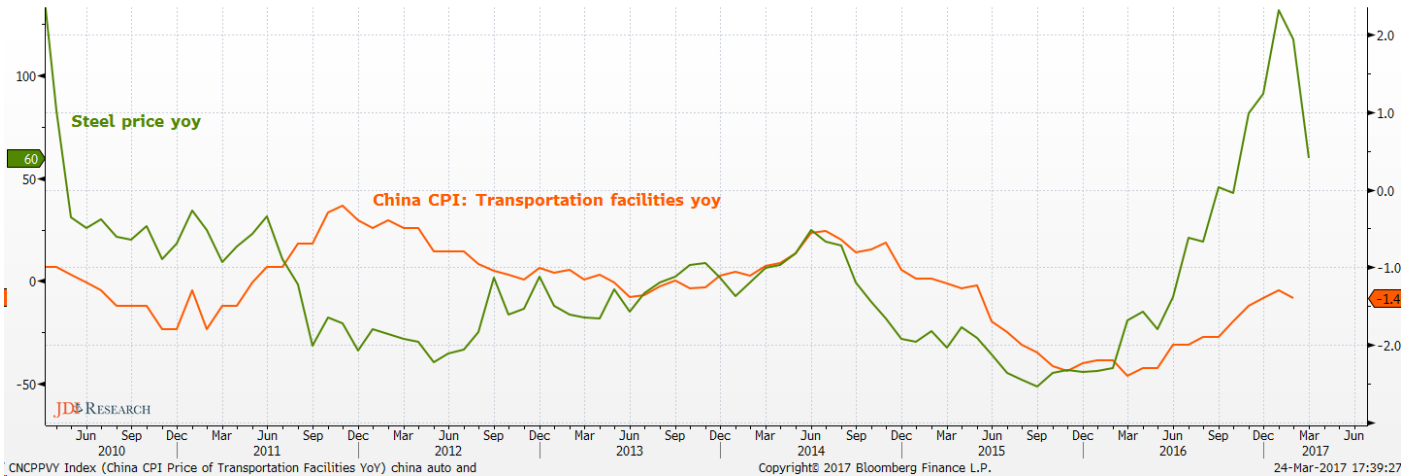 100
60
50
0
-50
Steel price yoy
China CPI: Transportation facilities yoy
2.0
1.0
0.0
-1.0
-1.4
-2.0
JDI RESEARCH
Jun Sep Dec Mar Jun Sep Dec Mar Jun Sep Dec Mar Jun Sep Dec Mar Jun Sep Dec Mar Jun Sep Dec Mar Jun Sep Dec Mar Jun
2010 2011 2012 2013 2014 2015 2016 2017
CNCPPVY Index (China CPI Price of Transportation Facilities YoY) china auto and
Copyright© 2017 Bloomberg Finance L.P.
24-Mar-2017 17:39:27